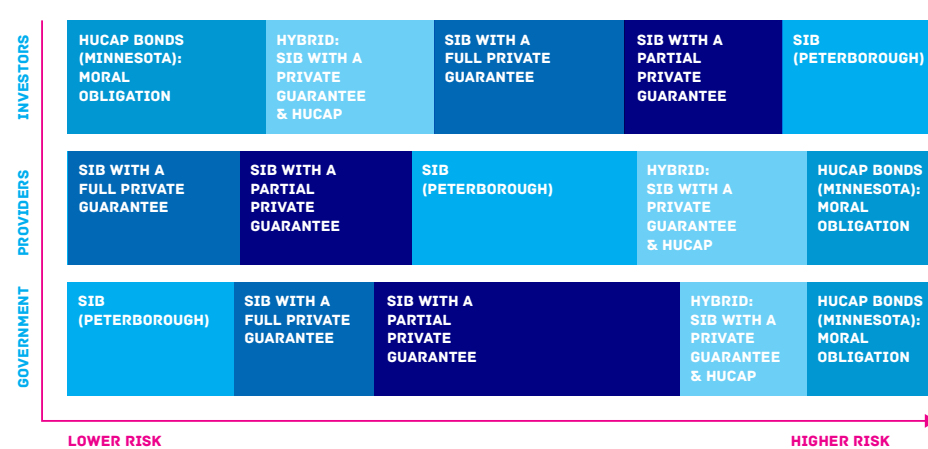 INVESTORS
HUCAP BONDS
(MINNESOTA):
MORAL
OBLIGATION
HYBRID:
SIB WITH A
PRIVATE
GUARANTEE
& HUCAP
SIB WITH A
FULL PRIVATE
GUARANTEE
SIB WITH A
PARTIAL
PRIVATE
GUARANTEE
SIB
(PETERBOROUGH)
PROVIDERS
SIB WITH A
FULL PRIVATE
GUARANTEE
SIB WITH A
PARTIAL
PRIVATE
GUARANTEE
SIB
(PETERBOROUGH)
HYBRID:
SIB WITH A
PRIVATE
GUARANTEE
& HUCAP
HUCAP BONDS
(MINNESOTA):
MORAL
OBLIGATION
GOVERNMENT
SIB
(PETERBOROUGH)
SIB WITH A
FULL PRIVATE
GUARANTEE
SIB WITH A
PARTIAL
PRIVATE
GUARANTEE
HYBRID:
SIB WITH A
PRIVATE
GUARANTEE
& HUCAP
HUCAP BONDS
(MINNESOTA):
MORAL
OBLIGATION
LOWER RISK
HIGHER RISK